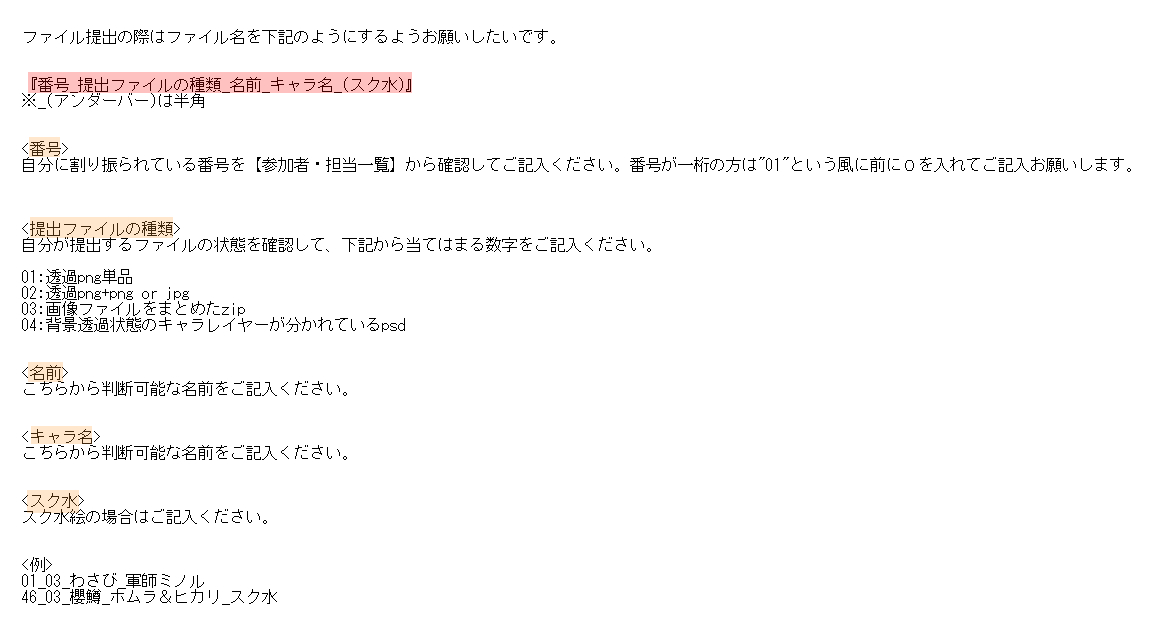 ファイル提出の際はファイル名を下記のようにするようお願いしたいです。
『番号_提出ファイルの種類_名前_キャラ名_(スク水)』
※_(アンダーバー)は半角
<番号>
自分に割り振られている番号を【参加者・担当一覧】から確認してご記入ください。番号が一桁の方は"01"という風に前に０を入れてご記入お願いします。
<提出ファイルの種類>
自分が提出するファイルの状態を確認して、下記から当てはまる数字をご記入ください。
01:透過png単品
02:透過png+png or jpg
03:画像ファイルをまとめたzip
04:背景透過状態のキャラレイヤーが分かれているpsd
<名前>
こちらから判断可能な名前をご記入ください。
<キャラ名>
こちらから判断可能な名前をご記入ください。
<スク水>
スク水絵の場合はご記入ください。
<例>
01_03_わさび_軍師ミノル
46_03_櫻鱒_ホムラ＆ヒカリ_スク水